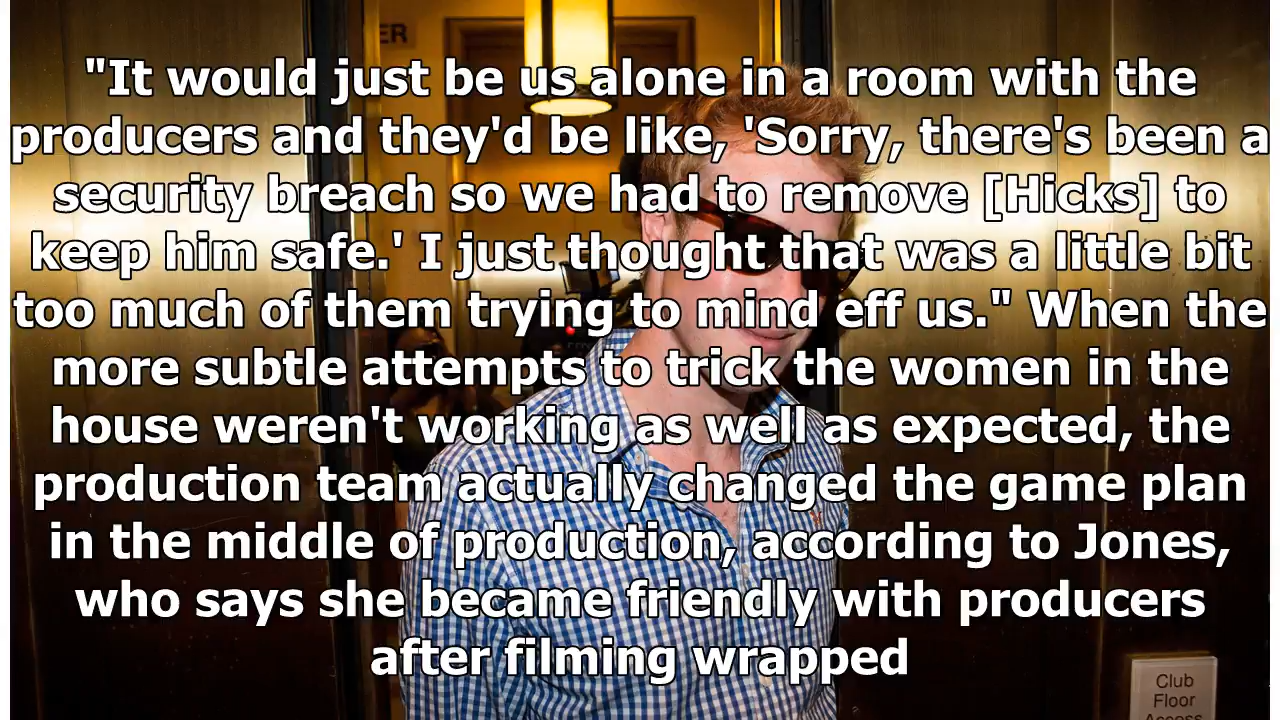 ER
"It would just be us alone in a room with the
producers and they'd be like, 'Sorry, there's been a
security breach so we had to remove [Hicks] to
keep him safe.' I just thought that was a little bit
too much of them trying to mind eff us." When the
more subtle attempts to trick the women in the
house weren't working as well as expected, the
production team actually changed the game plan
in the middle of production, according to Jones,
who says she became friendly with producers
after filming wrapped
Club
Floor
Access